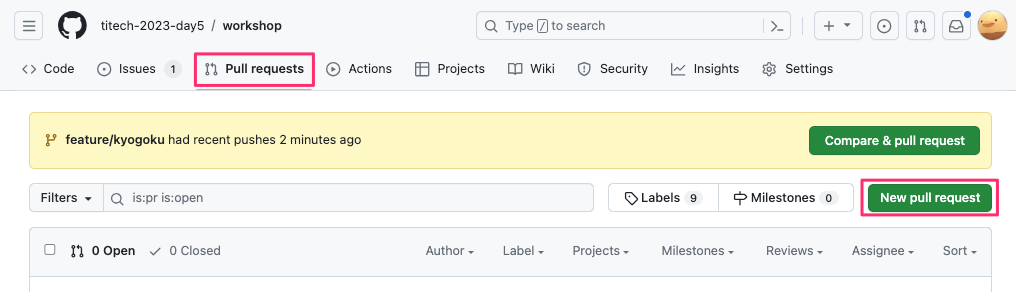 titech-2023-day5 / workshop
Type / to search
Code Issues 1 Pull requests Actions Projects Wiki Security Insights Settings
feature/kyogoku had recent pushes 2 minutes ago
Compare & pull request
Filters is:pr is:open Labels 9 Milestones 0 New pull request
0 Open 0 Closed Author Label Projects Milestones Reviews Assignee Sort